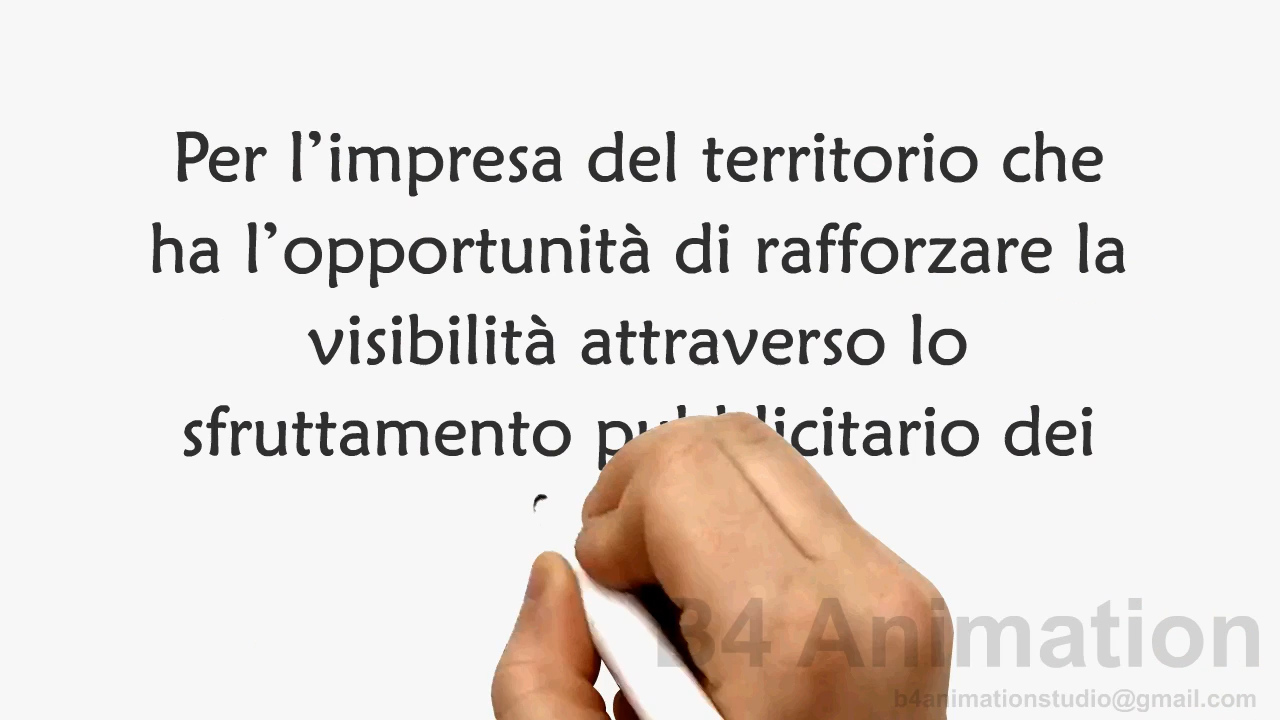 Per l’impresa del territorio che
ha l’opportunità di rafforzare la
visibilità attraverso lo
sfruttamento pubblicitario dei
B4 Animation
b4animationstudio@gmail.com